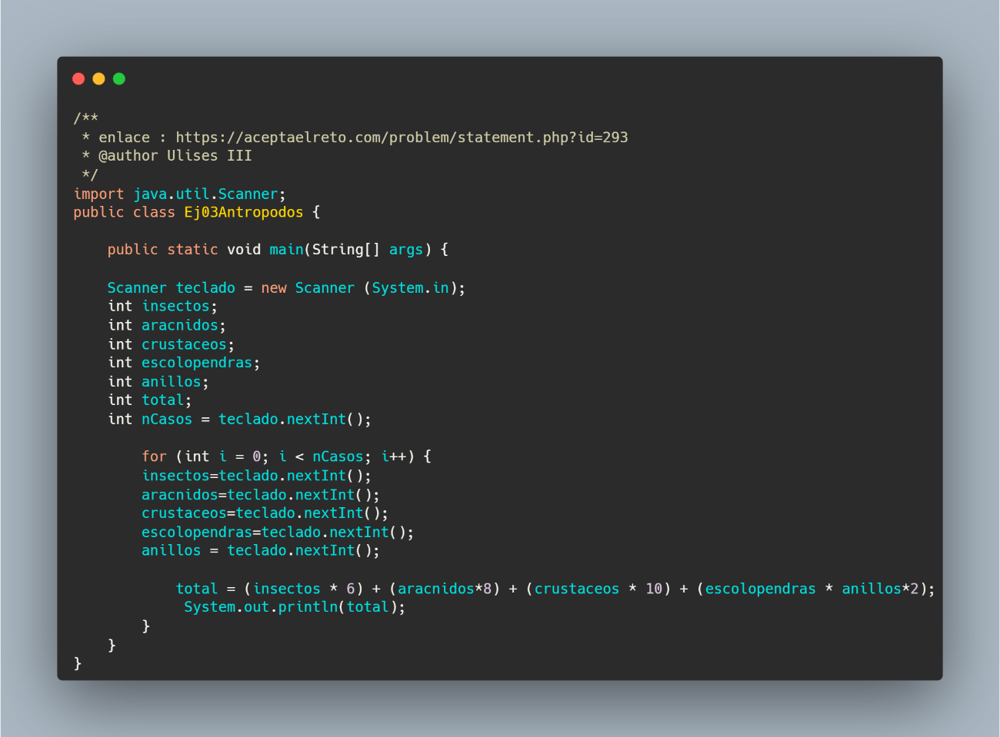 /**
 * enlace : https://aceptaelreto.com/problem/statement.php?id=293
 * @author Ulises III
 */
import java.util.Scanner;
public class Ej03Antropodos {

    public static void main(String[] args) {

    Scanner teclado = new Scanner (System.in);
    int insectos;
    int aracnidos;
    int crustaceos;
    int escolopendras;
    int anillos;
    int total;
    int nCasos = teclado.nextInt();

        for (int i = 0; i < nCasos; i++) {
        insectos=teclado.nextInt();
        aracnidos=teclado.nextInt();
        crustaceos=teclado.nextInt();
        escolopendras=teclado.nextInt();
        anillos = teclado.nextInt();

            total = (insectos * 6) + (aracnidos*8) + (crustaceos * 10) + (escolopendras * anillos*2);
             System.out.println(total);
        }
    }
}